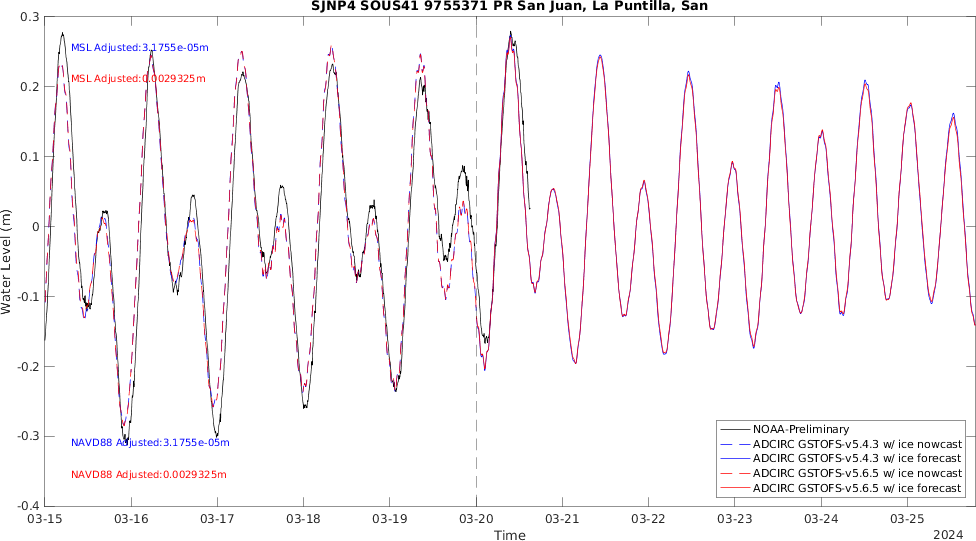 SJNP4 SOUS41 9755371 PR San Juan, La Puntilla, San
0.3
0.2
0.1
0
-0.1
-0.2
-0.3
-0.4
Water Level (m)
MSL Adjusted:3.1755e-05m
MSL Adjusted:0.0029325m
NAVD88 Adjusted:3.1755e-05m
NAVD88 Adjusted:0.0029325m
NOAA-Preliminary
ADCIRC GSTOFS-v5.4.3 w/ ice nowcast
ADCIRC GSTOFS-v5.4.3 w/ ice forecast
ADCIRC GSTOFS-v5.6.5 w/ ice nowcast
ADCIRC GSTOFS-v5.6.5 w/ ice forecast
03-15 03-16 03-17 03-18 03-19 03-20 03-21 03-22 03-23 03-24 03-25
Time
2024